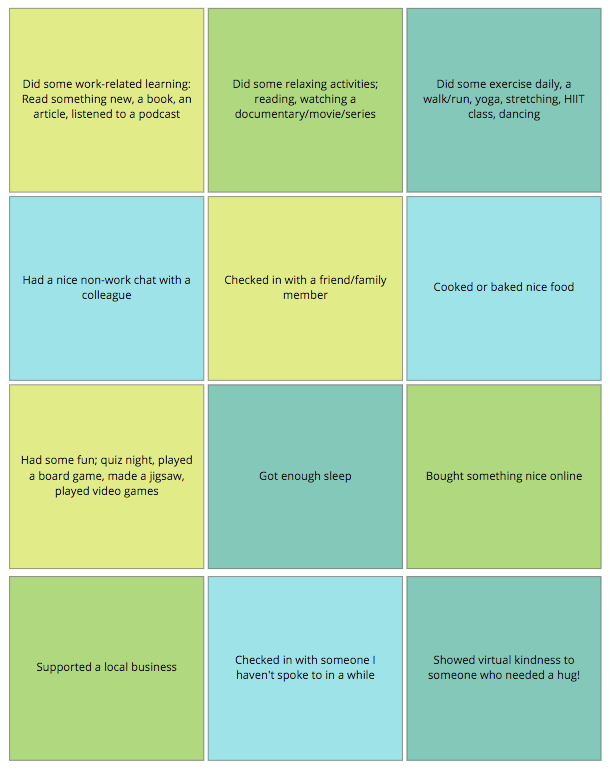 Did some work-related learning:
Read something new, a book, an
article, listened to a podcast
Did some relaxing activities;
reading, watching a
documentary/movie/series
Did some exercise daily, a
walk/run, yoga, stretching, HIIT
class, dancing
Had a nice non-work chat with a
colleague
Checked in with a friend/family
member
Cooked or baked nice food
Had some fun; quiz night, played
a board game, made a jigsaw,
played video games
Got enough sleep
Bought something nice online
Supported a local business
Checked in with someone I
haven't spoke to in a while
Showed virtual kindness to
someone who needed a hug!